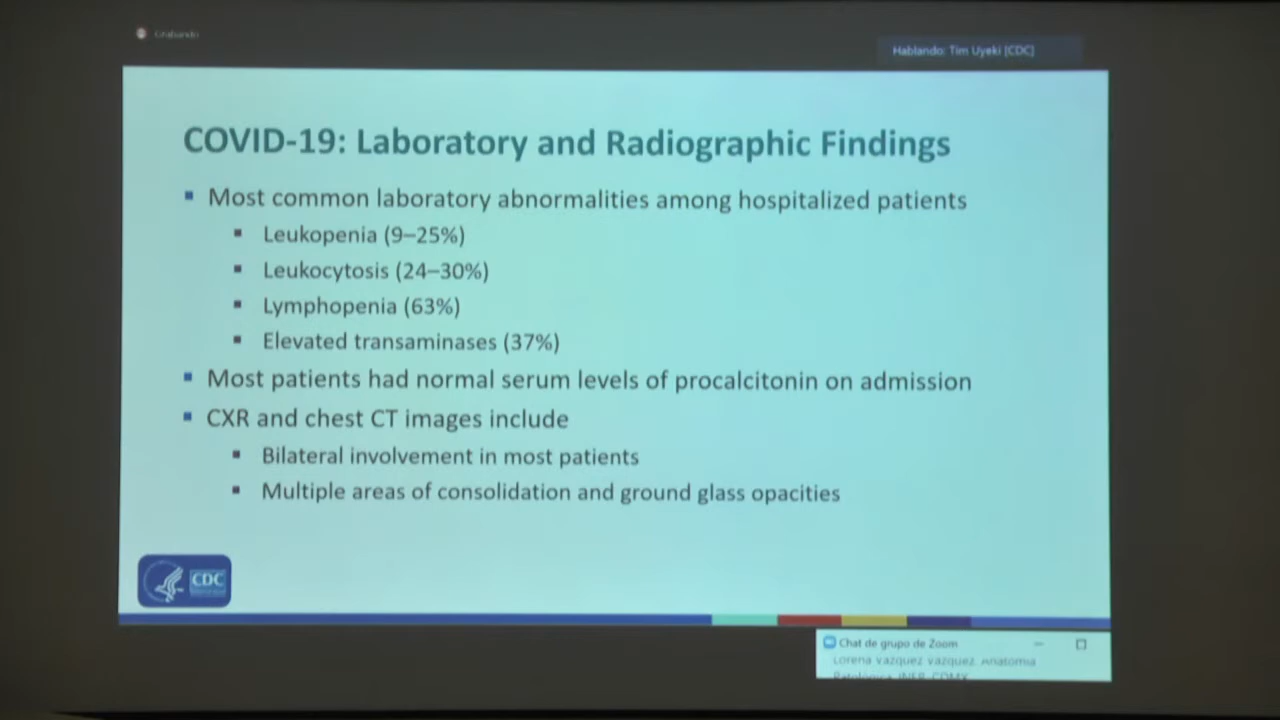 Grabando
Hablando: Tim Uyeki [CDC]
COVID-19: Laboratory and Radiographic Findings
▪ Most common laboratory abnormalities among hospitalized patients
▪ Leukopenia (9–25%)
▪ Leukocytosis (24–30%)
▪ Lymphopenia (63%)
▪ Elevated transaminases (37%)
▪ Most patients had normal serum levels of procalcitonin on admission
▪ CXR and chest CT images include
▪ Bilateral involvement in most patients
▪ Multiple areas of consolidation and ground glass opacities
CDC
Chat de grupo de Zoom
Lorena vazquez vazquez. Anatomia